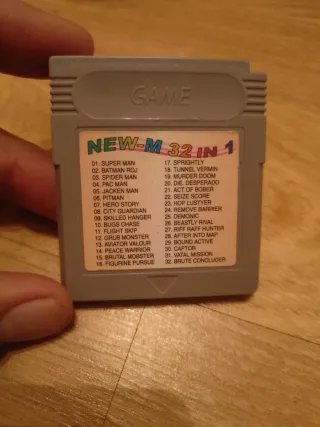 GAME
NEW-M 32 IN 1
01. SUPER MAN
02. BATMAN ROJ
03. SPIDER MAN
04. PAC MAN
05. JACKEN MAN
06. PITMAN
07. HERO STORY
08. CITY GUARDIAN
09. SKILLED HANGER
10. BUGS CHASE
11. FLIGHT SKIP
12. GRUB MONSTER
13. AVIATOR VALOUR
14. PEACE WARRIOR
15. BRUTAL MOBSTER
16. FIGURINE PURSUE
17. SPRIGHTLY
18. TUNNEL VERMIN
19. MURDER DOOM
20. DIE, DESPERADO
21. ACT OF BOBER
22. SEIZE SCORE
23. HOP LUSTYER
24. REMOVE BARRIER
25. DEMONIC
26. BEASTLY RIVAL
27. RIFF RAFF HUNTER
28. AFTER INTO MAP
29. BOUND ACTIVE
30. CAPTOR
31. VATAL MISSION
32. BRUTE CONCLUDER